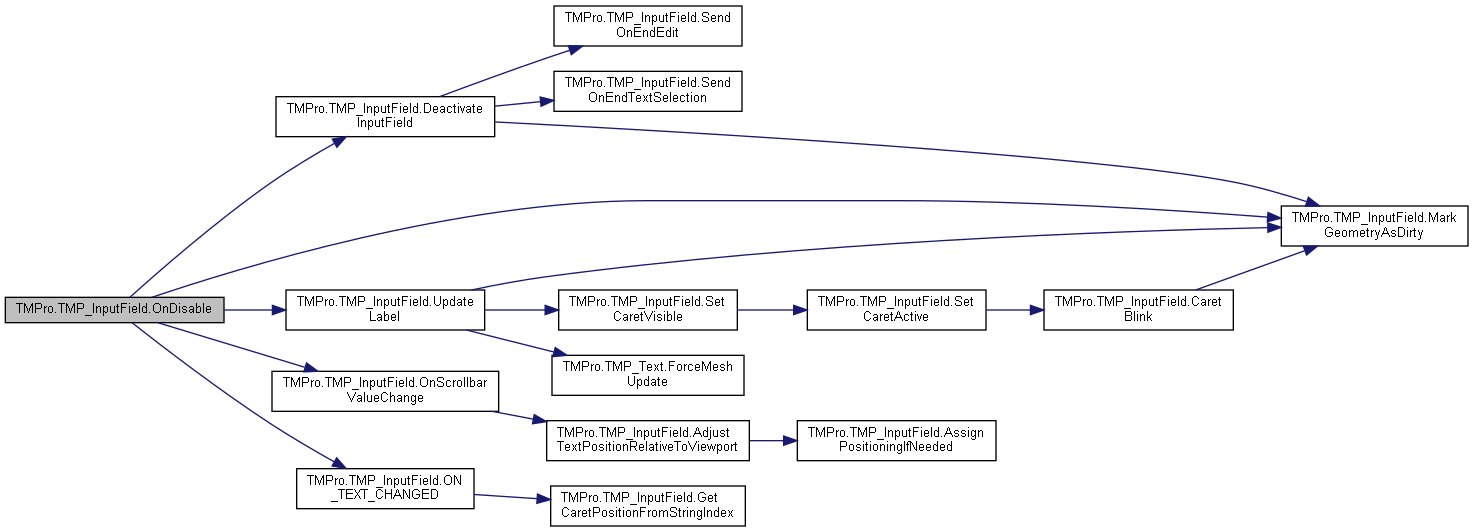 TMPro.TMP_InputField.Send
OnEndEdit
TMPro.TMP_InputField.Send
OnEndTextSelection
TMPro.TMP_InputField.Deactivate
InputField
TMPro.TMP_InputField.Mark
GeometryAsDirty
TMPro.TMP_InputField.OnDisable
TMPro.TMP_InputField.Update
Label
TMPro.TMP_InputField.Set
CaretVisible
TMPro.TMP_InputField.Set
CaretActive
TMPro.TMP_InputField.Caret
Blink
TMPro.TMP_Text.ForceMesh
Update
TMPro.TMP_InputField.OnScrollbar
ValueChange
TMPro.TMP_InputField.Adjust
TextPositionRelativeToViewport
TMPro.TMP_InputField.Assign
PositioningIfNeeded
TMPro.TMP_InputField.ON
_TEXT_CHANGED
TMPro.TMP_InputField.Get
CaretPositionFromStringIndex